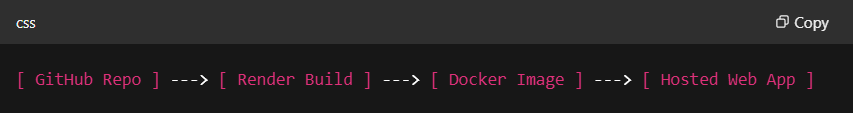 css Copy
[ GitHub Repo ] ---> [ Render Build ] ---> [ Docker Image ] ---> [ Hosted Web App ]